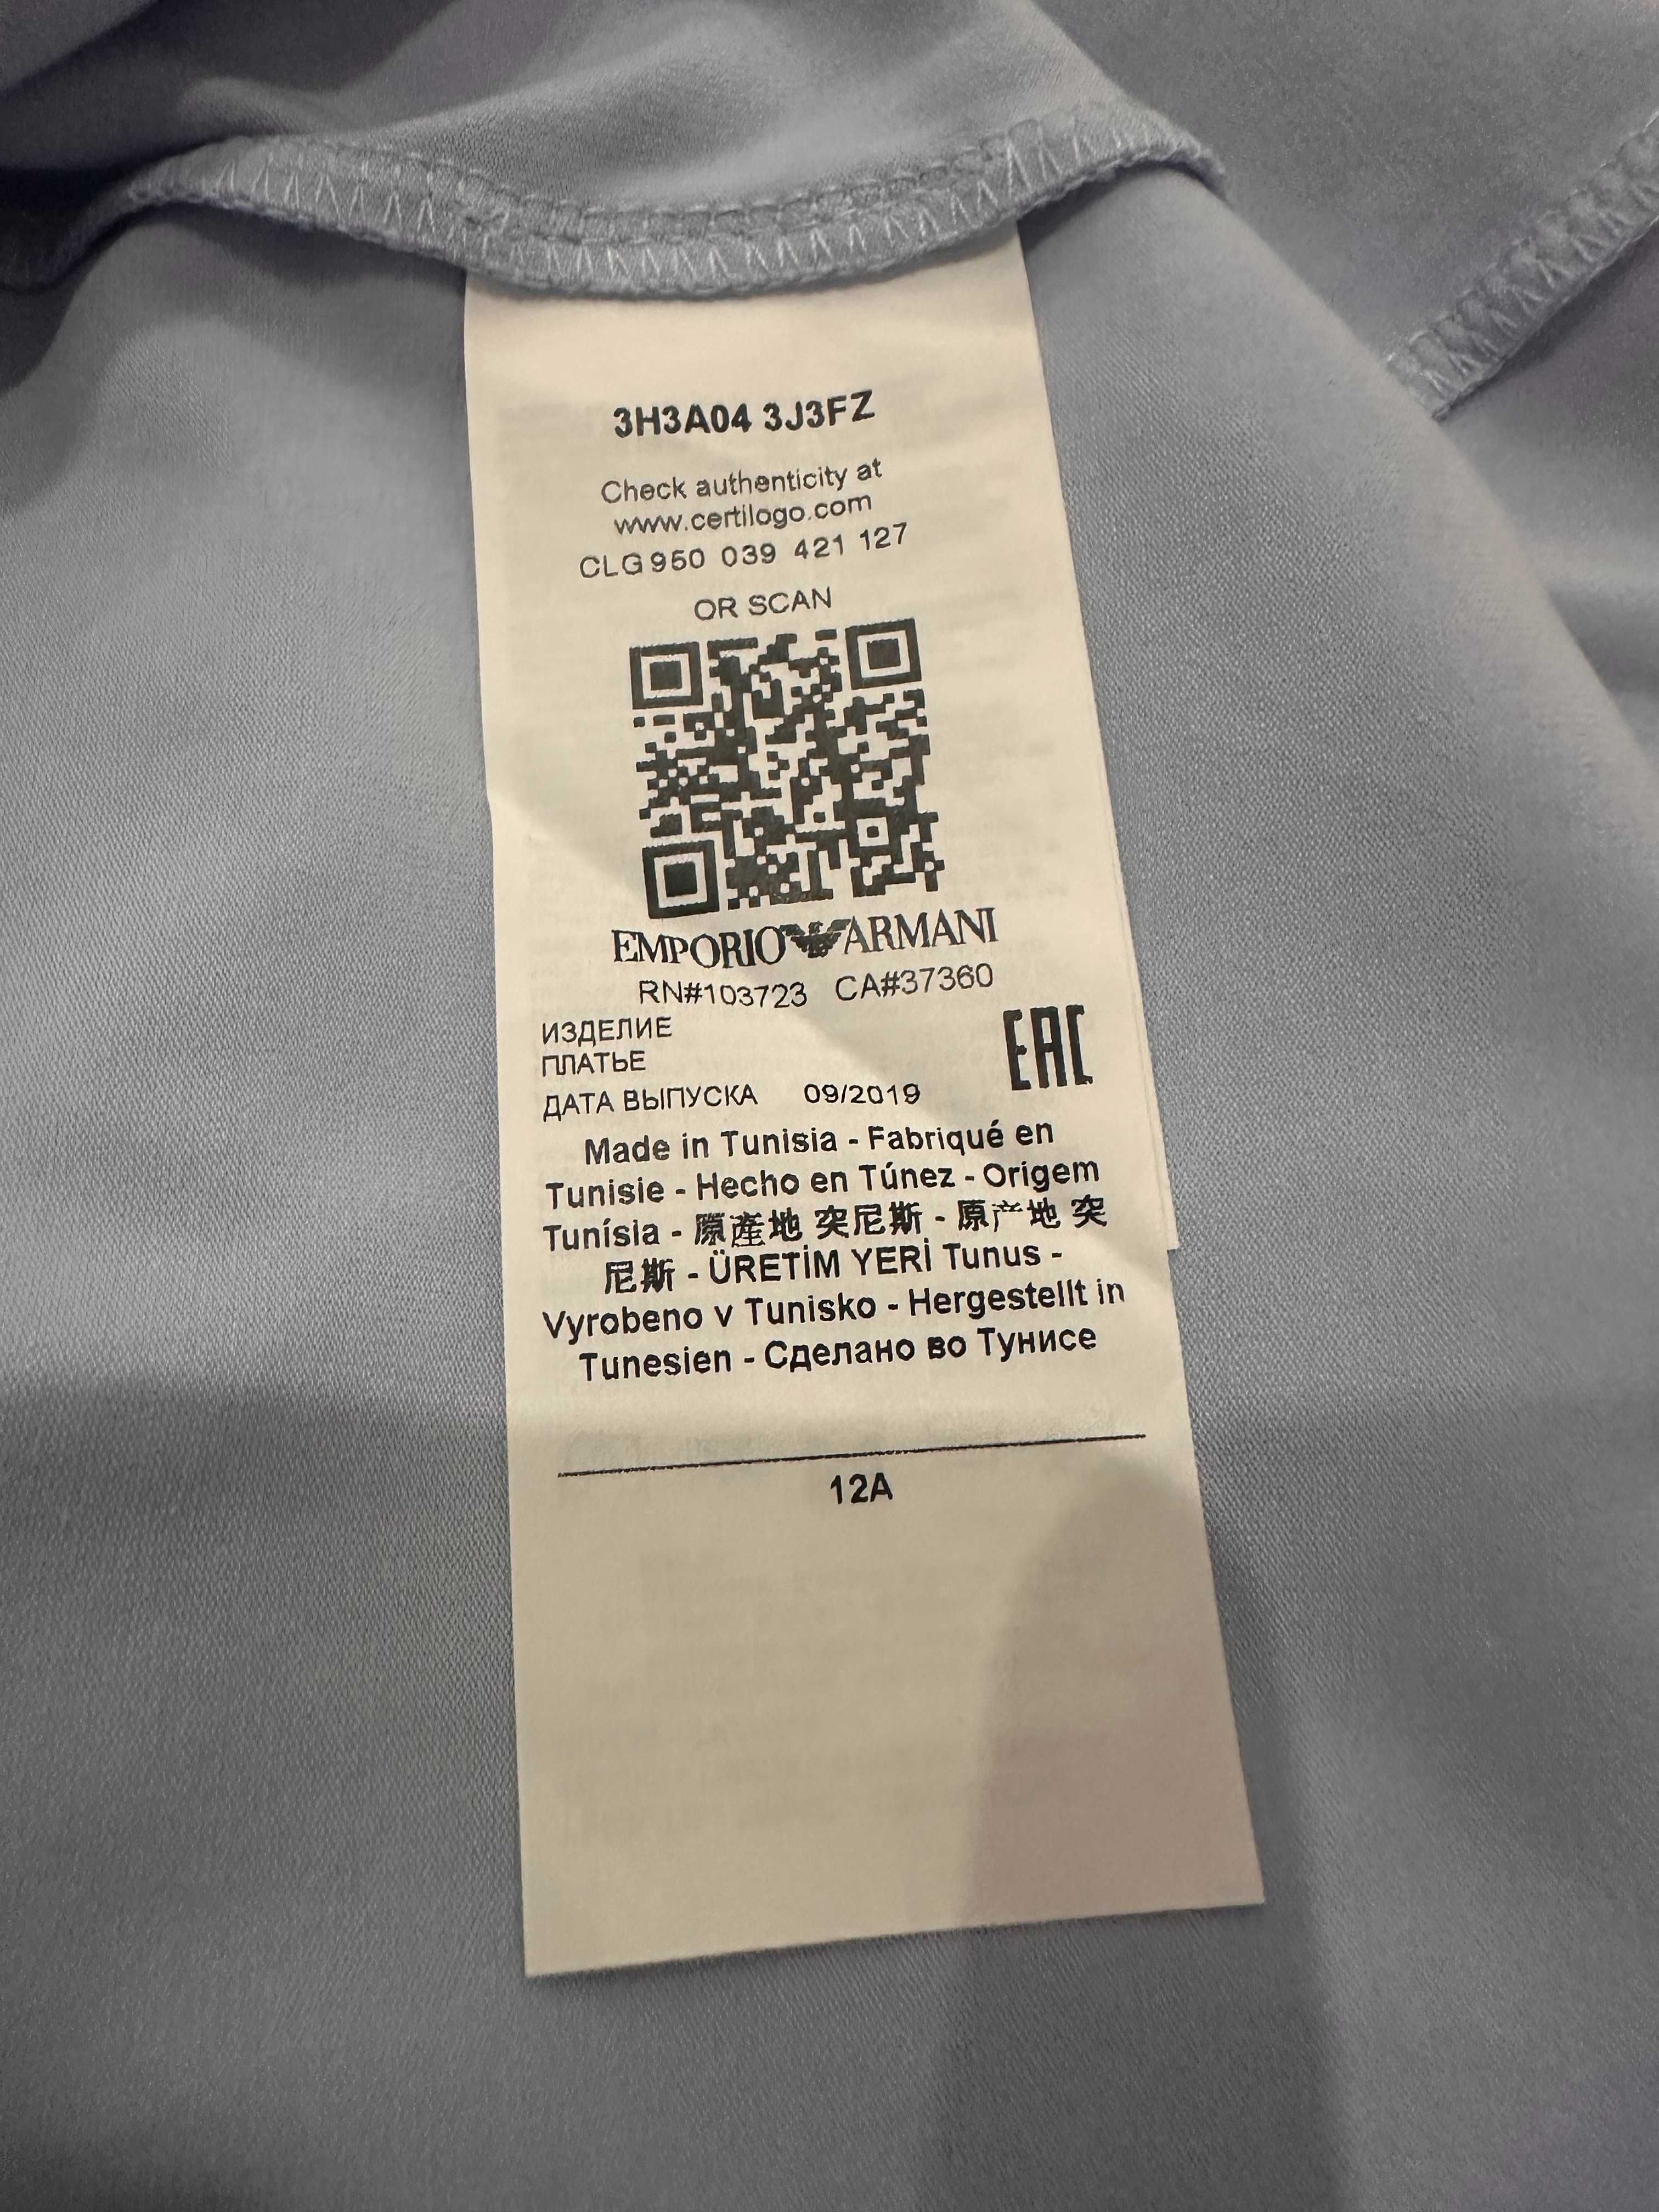 3H3A04 3J3FZ
Check authenticity at
www.certilogo.com
CLG 950 039 421 127
OR SCAN
EMPORIO ARMANI
RN#103723 CA#37360
ИЗДЕЛИЕ
ПЛАТЬЕ
EAC
ДАТА ВЫПУСКА 09/2019
Made in Tunisia - Fabriqué en
Tunisie - Hecho en Túnez - Origem
Tunísia - 原產地 突尼斯 - 原产地 突
尼斯 - ÜRETİM YERİ Tunus -
Vyrobeno v Tunisko - Hergestellt in
Tunesien - Сделано во Тунисе
12A